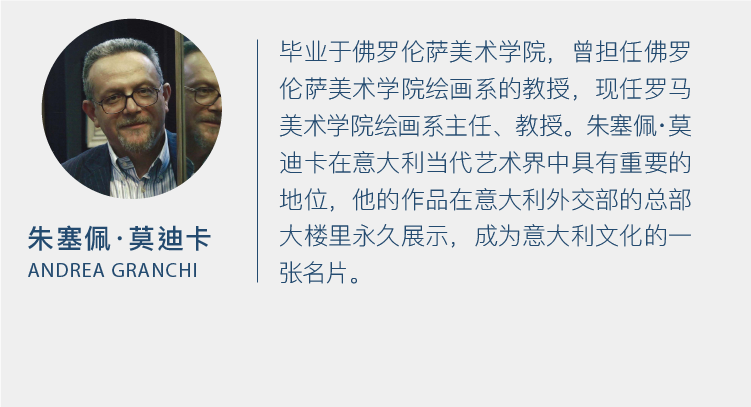 毕业于佛罗伦萨美术学院，曾担任佛罗
伦萨美术学院绘画系的教授，现任罗马
美术学院绘画系主任、教授。朱塞佩·莫
迪卡在意大利当代艺术界中具有重要的
地位，他的作品在意大利外交部的总部
大楼里永久展示，成为意大利文化的一
张名片。
朱塞佩·莫迪卡
ANDREA GRANCHI